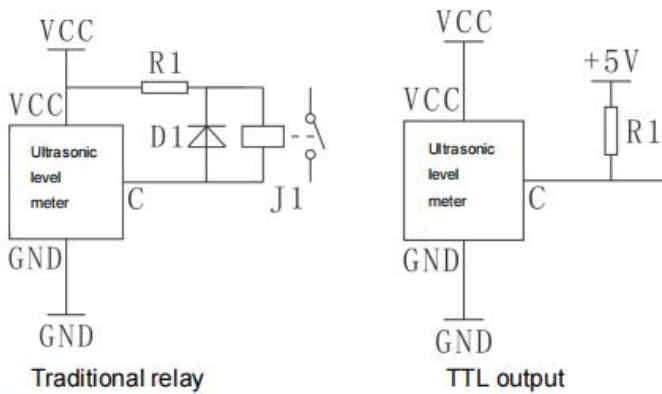 VCC
R1
VCC
Ultrasonic
level
meter
D1
C
J1
GND
GND
Traditional relay
VCC
+5V
VCC
R1
Ultrasonic
level
meter
C
GND
GND
TTL output